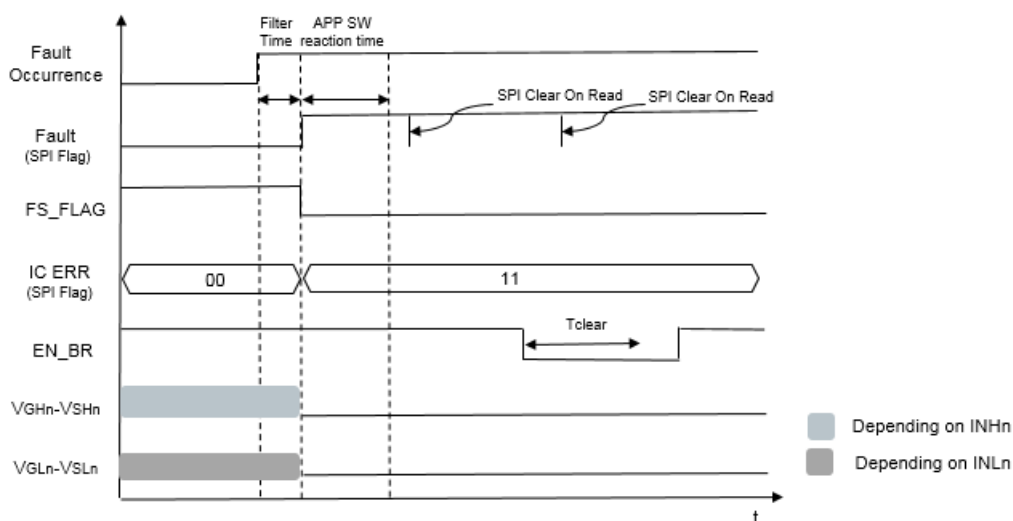 Filter
Time
APP SW
reaction time
Fault
Occurrence
SPI Clear On Read
SPI Clear On Read
Fault
(SPI Flag)
FS_FLAG
IC ERR
(SPI Flag)
00
11
Tclear
EN_BR
VGHn-VSHn
Depending on INHn
VGLn-VSLn
Depending on INLn
t